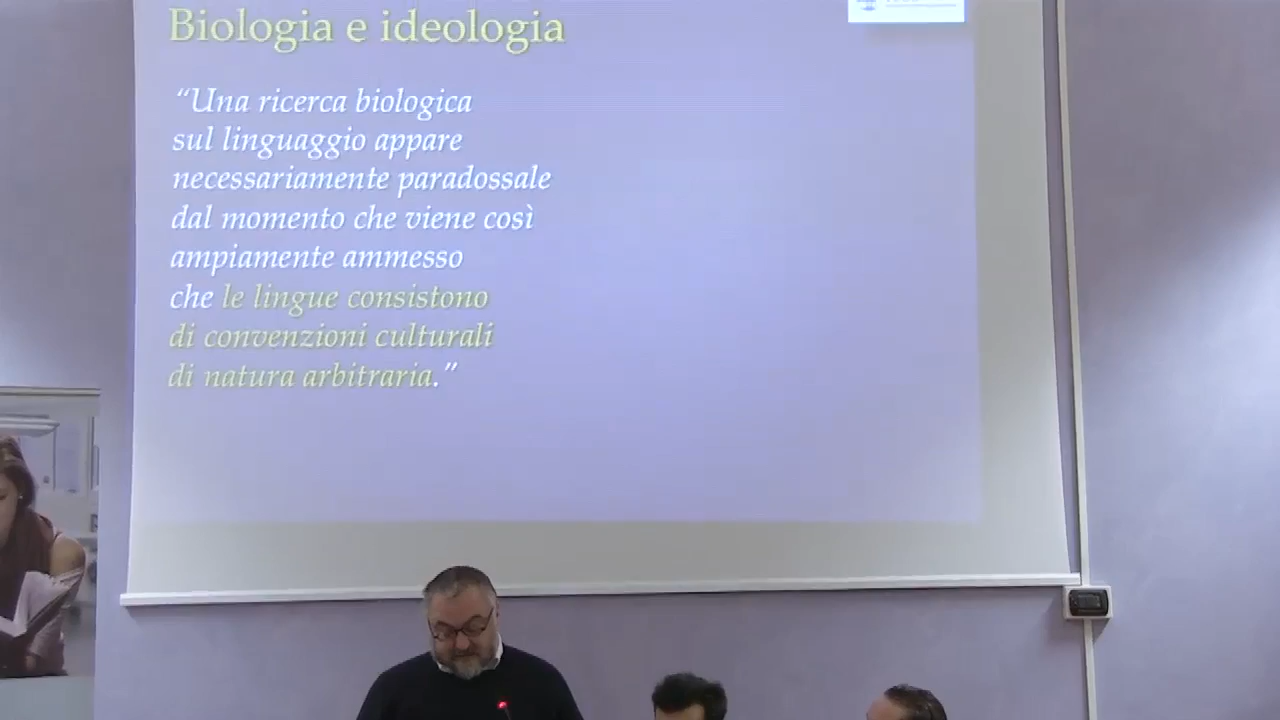 Biologia e ideologia
“Una ricerca biologica
sul linguaggio appare
necessariamente paradossale
dal momento che viene così
ampiamente ammesso
che le lingue consistono
di convenzioni culturali
di natura arbitraria.”